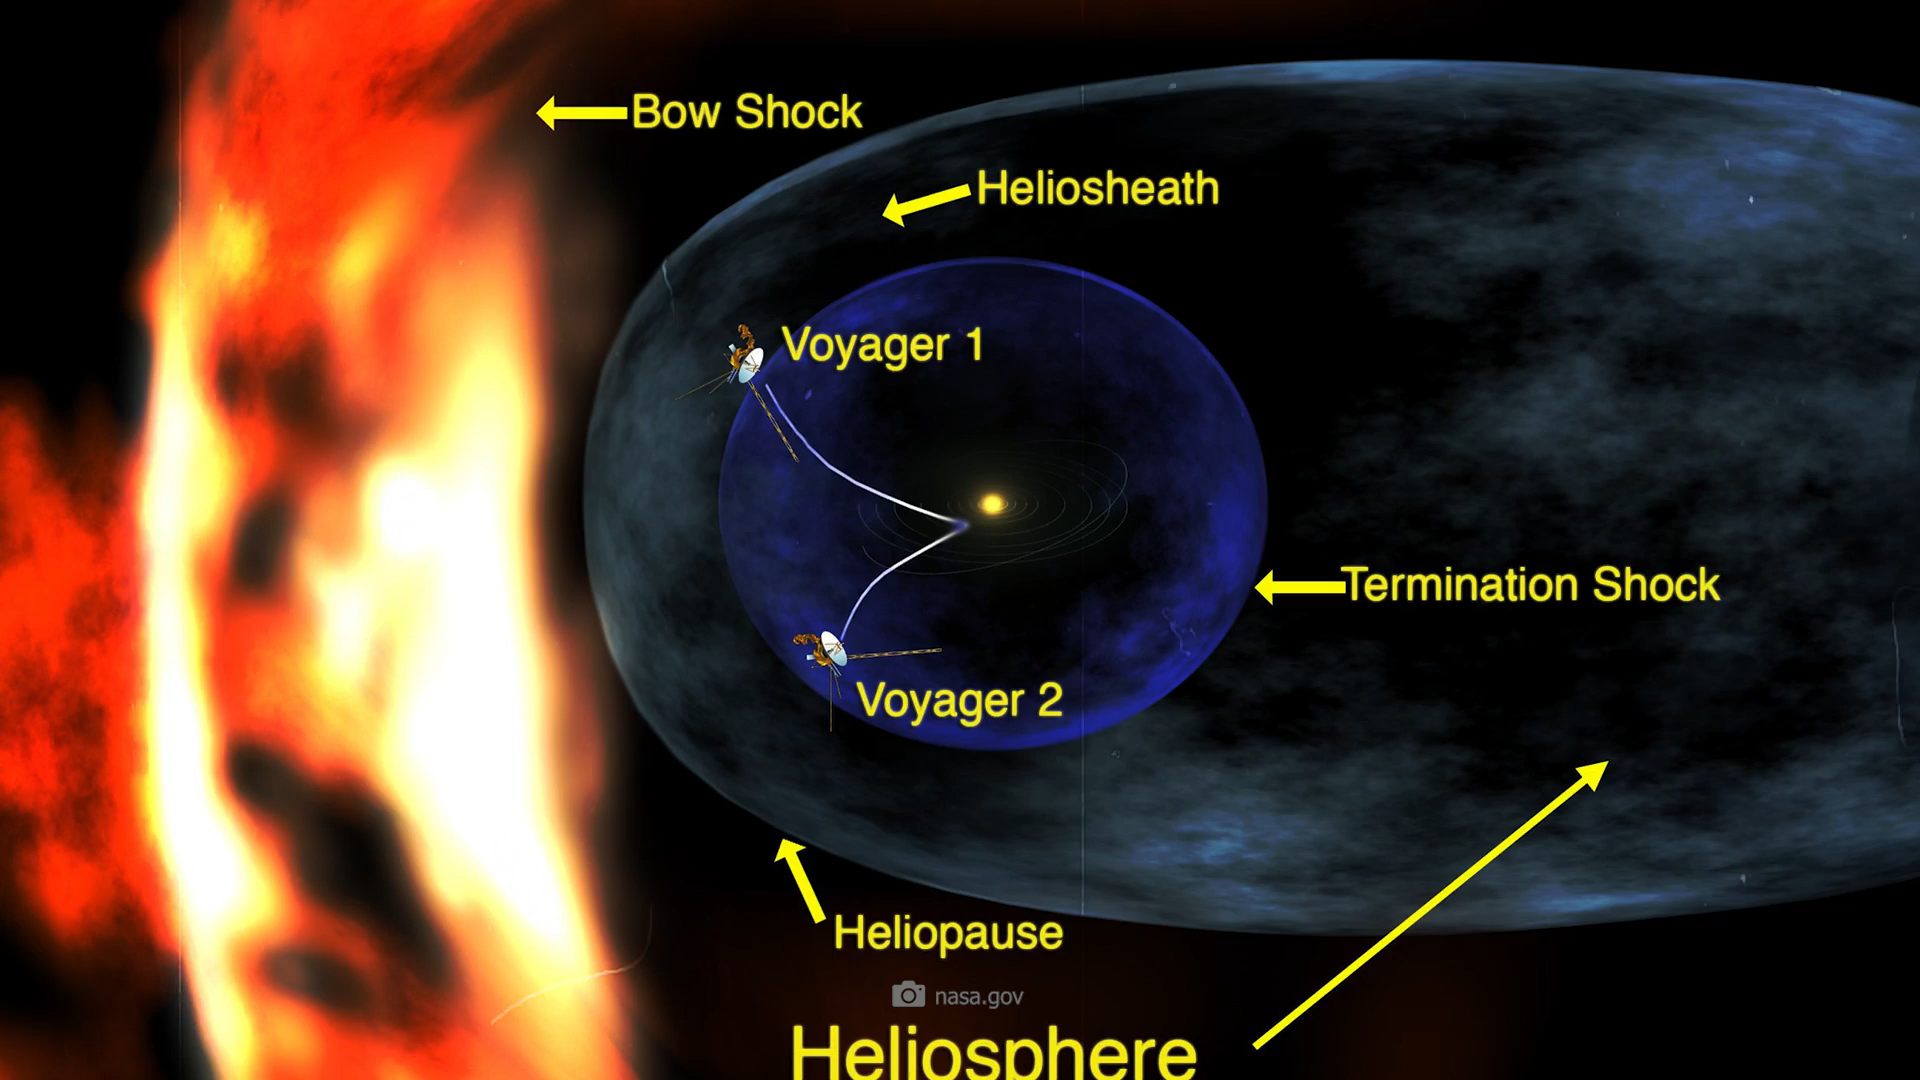 Bow Shock
Heliosheath
Voyager 1
Termination Shock
Voyager 2
Heliopause
nasa.gov
Heliosphere